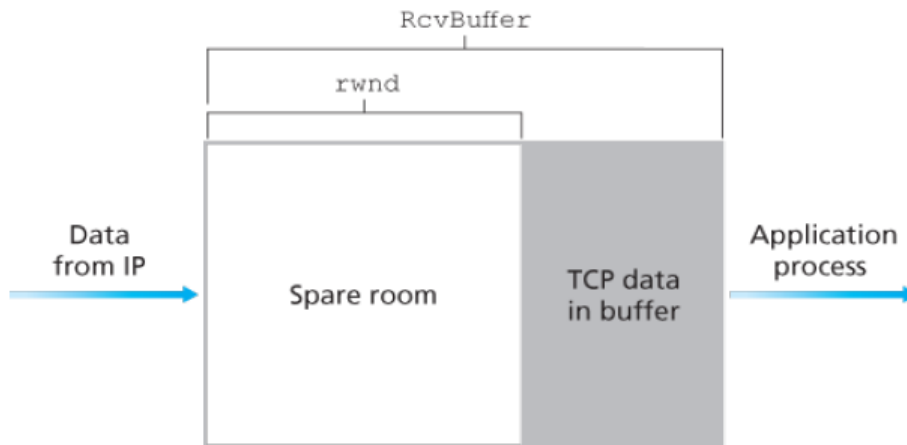 RcvBuffer
rwnd
Data
from IP
Spare room
TCP data
in buffer
Application
process